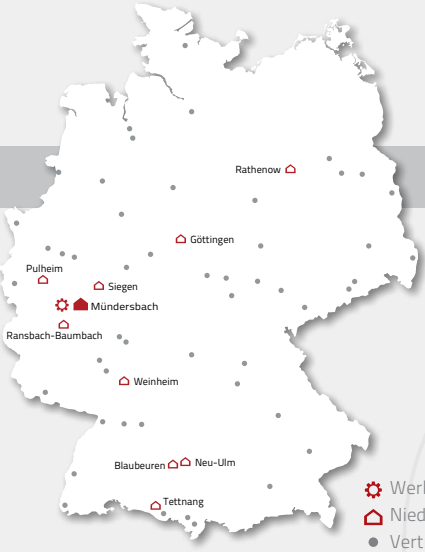 Rathenow
Göttingen
Pulheim
Siegen
Mündersbach
Ransbach-Baumbach
Weinheim
Blaubeuren
Neu-Ulm
Tettnang
Werk
Nied
Vert